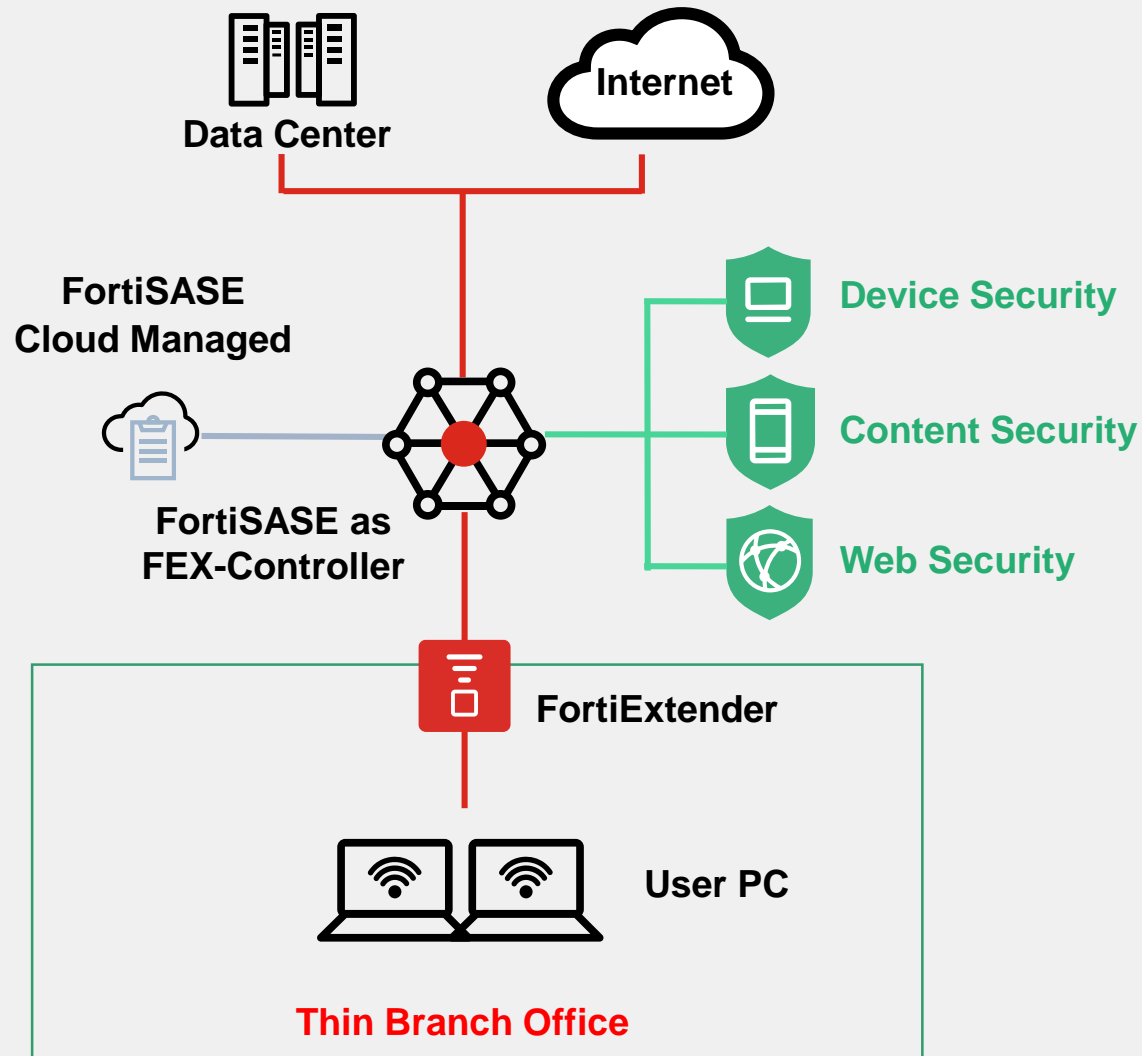 Internet
Data Center
FortiSASE
Cloud Managed
Device Security
Content Security
FortiSASE as
FEX-Controller
Web Security
FortiExtender
User PC
Thin Branch Office